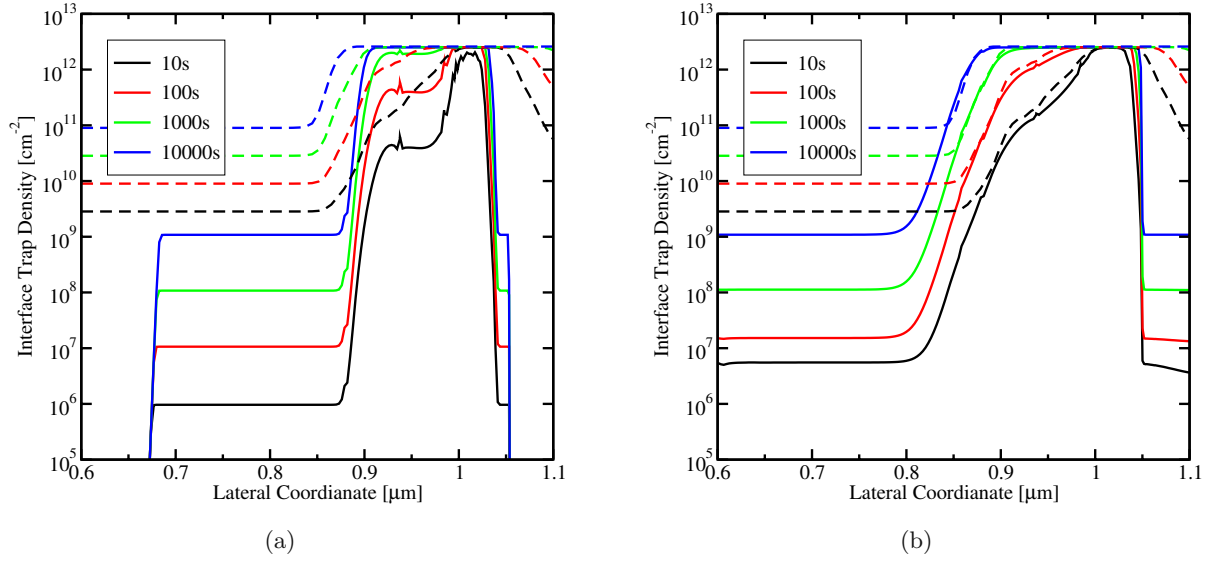 10^13
10^12
10^11
10^10
10^9
10^8
10^7
10^6
10^5
Interface Trap Density [cm^-2]
10s
100s
1000s
10000s
0.6 0.7 0.8 0.9 1 1.1
Lateral Coordianate [μm]
(a)
10^13
10^12
10^11
10^10
10^9
10^8
10^7
10^6
10^5
Interface Trap Density [cm^-2]
10s
100s
1000s
10000s
0.6 0.7 0.8 0.9 1 1.1
Lateral Coordianate [μm]
(b)